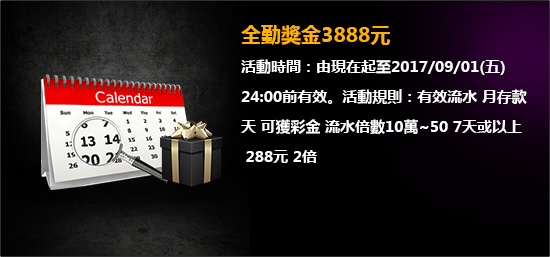 全勤獎金3888元
活動時間：由現在起至2017/09/01(五)
24:00前有效。活動規則：有效流水 月存款
天 可獲彩金 流水倍數10萬~50 7天或以上
288元 2倍
Calendar
13 14
20